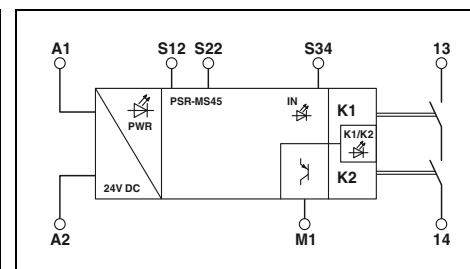 A1 S12 S22 S34 13
PSR-MS45 IN K1
PWR K1/K2
24V DC K2
A2 M1 14